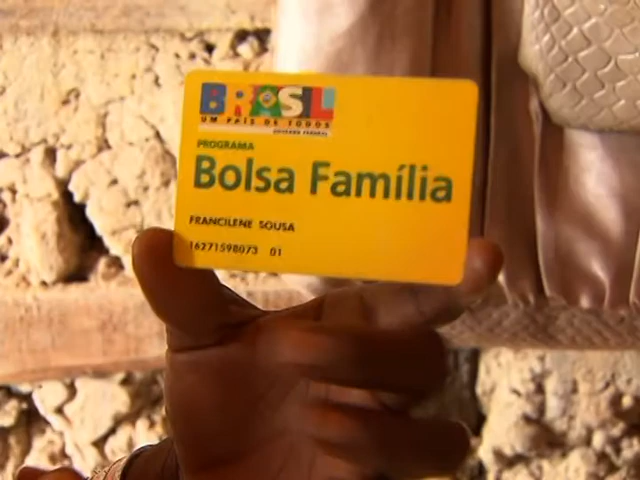 BRASIL
UM PAÍS DE TODOS
GOVERNO FEDERAL
PROGRAMA
Bolsa Família
FRANCILENE SOUSA
16271598073 01